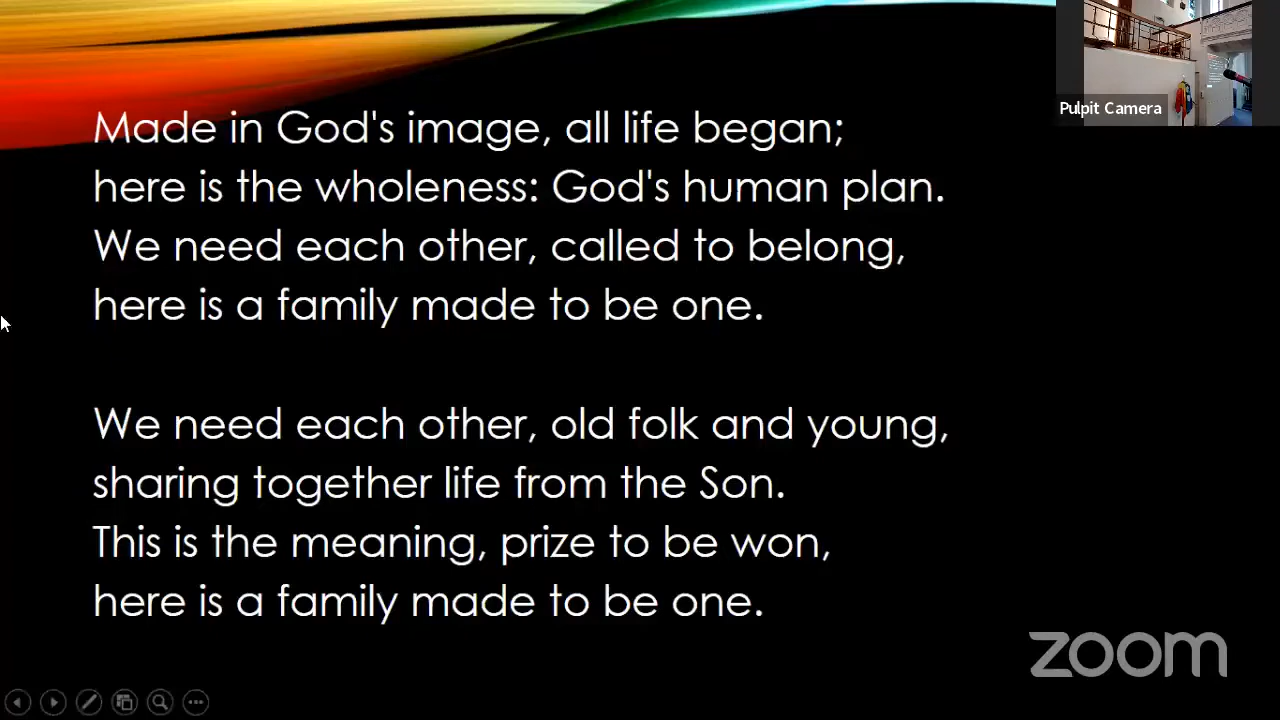 Pulpit Camera
Made in God's image, all life began;
here is the wholeness: God's human plan.
We need each other, called to belong,
here is a family made to be one.
We need each other, old folk and young,
sharing together life from the Son.
This is the meaning, prize to be won,
here is a family made to be one.
zoom